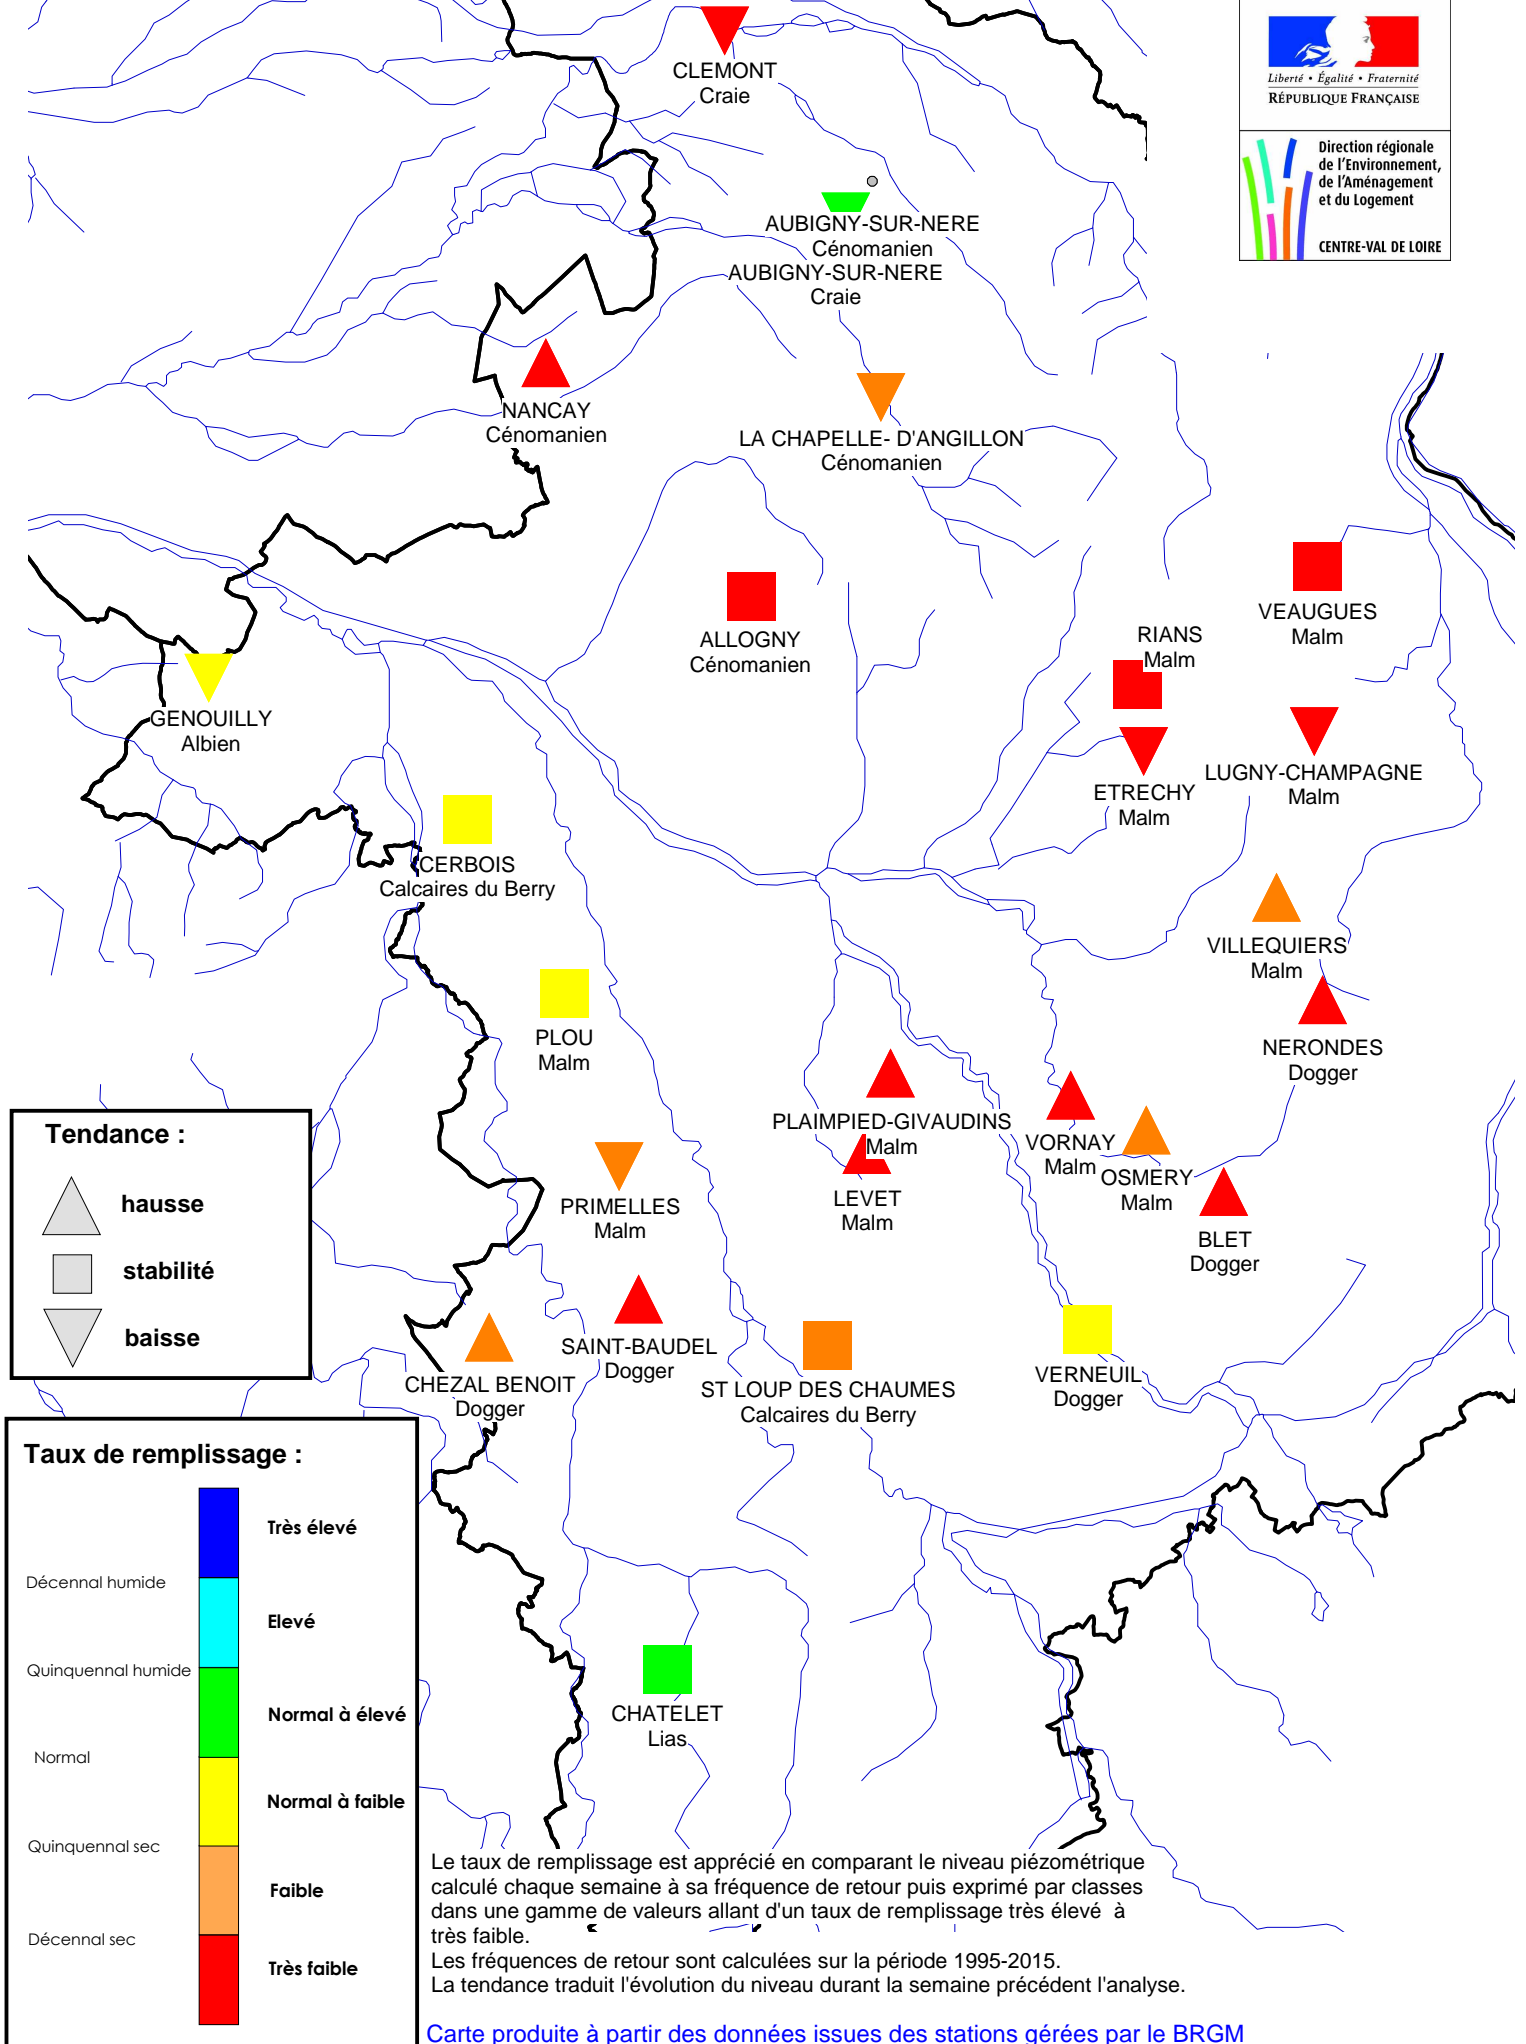 CLEMONT
Craie
Liberté • Égalité • Fraternité
RÉPUBLIQUE FRANÇAISE
Direction régionale
de l'Environnement,
de l'Aménagement
et du Logement
CENTRE-VAL DE LOIRE
AUBIGNY-SUR-NERE
Cénomanien
AUBIGNY-SUR-NERE
Craie
NANCAY
Cénomanien
LA CHAPELLE- D'ANGILLON
Cénomanien
VEAUGUES
Malm
ALLOGNY
Cénomanien
RIANS
Malm
GENOUILLY
Albien
LUGNY-CHAMPAGNE
Malm
ETRECHY
Malm
CERBOIS
Calcaires du Berry
VILLEQUIERS
Malm
PLOU
Malm
NERONDES
Dogger
PLAIMPIED-GIVAUDINS
Malm
VORNAY
Malm
OSMERY
Malm
LEVET
Malm
PRIMELLES
Malm
BLET
Dogger
SAINT-BAUDEL
Dogger
CHEZAL BENOIT
Dogger
ST LOUP DES CHAUMES
Calcaires du Berry
VERNEUIL
Dogger
CHATELET
Lias
Tendance :
hausse
stabilité
baisse
Taux de remplissage :
Très élevé
Décennal humide
Elevé
Quinquennal humide
Normal à élevé
Normal
Normal à faible
Quinquennal sec
Faible
Décennal sec
Très faible
Le taux de remplissage est apprécié en comparant le niveau piézométrique
calculé chaque semaine à sa fréquence de retour puis exprimé par classes
dans une gamme de valeurs allant d'un taux de remplissage très élevé à
très faible.
Les fréquences de retour sont calculées sur la période 1995-2015.
La tendance traduit l'évolution du niveau durant la semaine précédent l'analyse.
Carte produite à partir des données issues des stations gérées par le BRGM